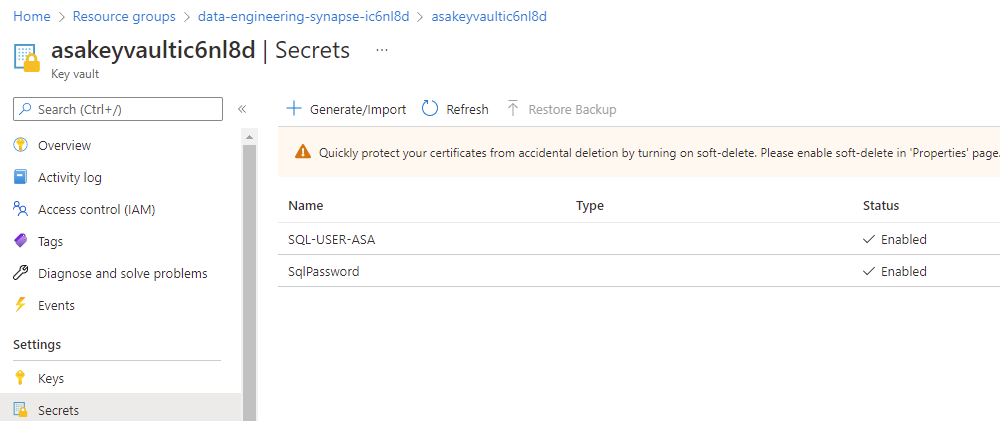 Home > Resource groups > data-engineering-synapse-ic6nl8d > asakeyvaultic6nl8d
asakeyvaultic6nl8d | Secrets ...
Key vault
Search (Ctrl+/) «
Overview
Activity log
Access control (IAM)
Tags
Diagnose and solve problems
Events
Settings
Keys
Secrets
+ Generate/Import Refresh Restore Backup
Quickly protect your certificates from accidental deletion by turning on soft-delete. Please enable soft-delete in 'Properties' page.
Name Type Status
SQL-USER-ASA Enabled
SqlPassword Enabled